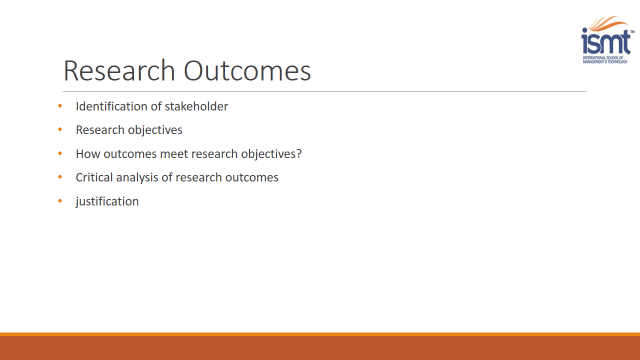 ismt
TM
INTERNATIONAL SCHOOL OF
MANAGEMENT & TECHNOLOGY
Research Outcomes
• Identification of stakeholder
• Research objectives
• How outcomes meet research objectives?
• Critical analysis of research outcomes
• justification